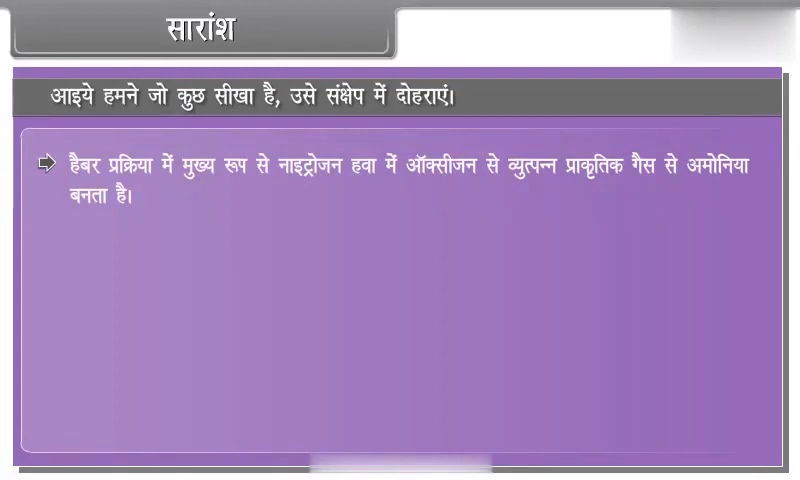 सारांश
आइये हमने जो कुछ सीखा है, उसे संक्षेप में दोहराएं।
हैबर प्रक्रिया में मुख्य रूप से नाइट्रोजन हवा में ऑक्सीजन से व्युत्पन्न प्राकृतिक गैस से अमोनिया
बनता है।